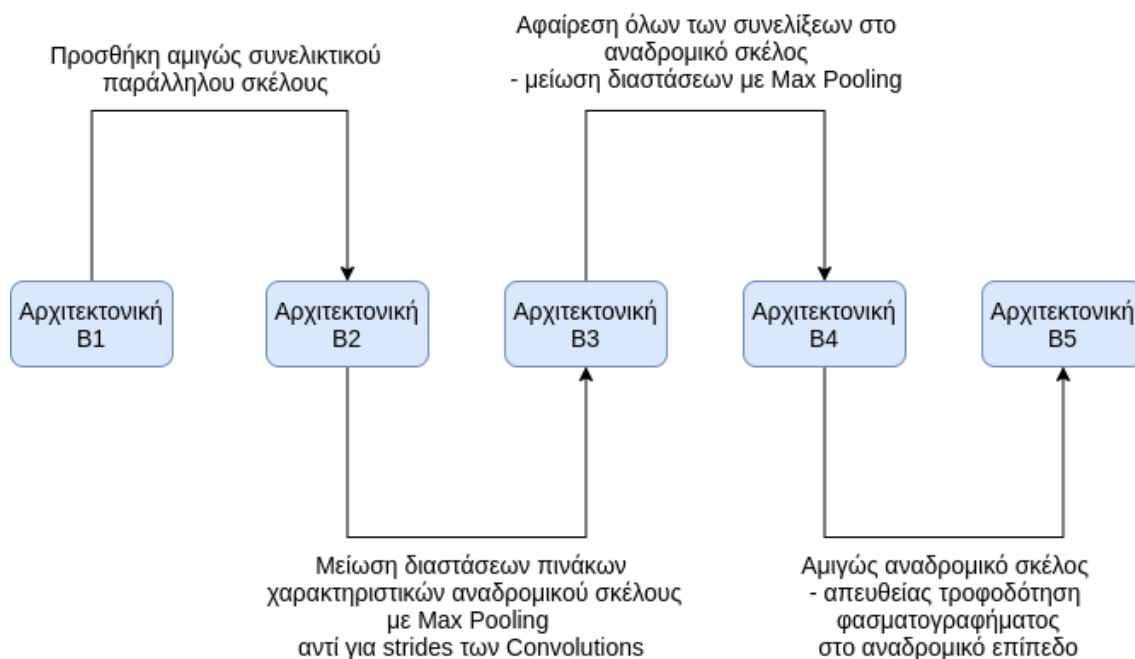 Προσθήκη αμιγώς συνελικτικού
παράλληλου σκέλους
Αφαίρεση όλων των συνελίξεων στο
αναδρομικό σκέλος
- μείωση διαστάσεων με Max Pooling
Αρχιτεκτονική
B1
Αρχιτεκτονική
B2
Αρχιτεκτονική
B3
Αρχιτεκτονική
B4
Αρχιτεκτονική
B5
Μείωση διαστάσεων πινάκων
χαρακτηριστικών αναδρομικού σκέλους
με Max Pooling
αντί για strides των Convolutions
Αμιγώς αναδρομικό σκέλος
- απευθείας τροφοδότηση
φασματογραφήματος
στο αναδρομικό επίπεδο